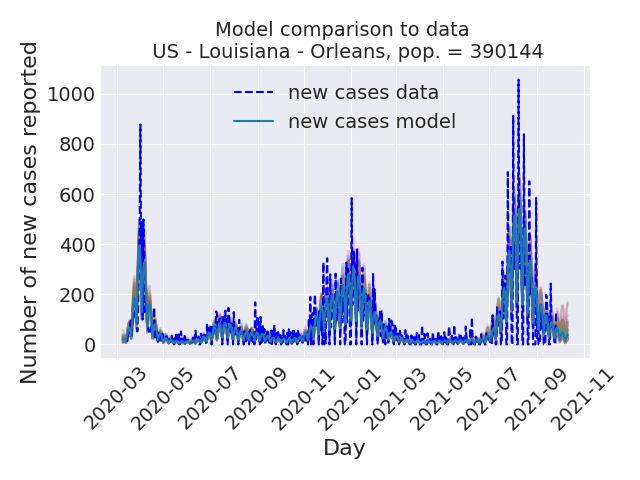 Model comparison to data
US - Louisiana - Orleans, pop. = 390144
new cases data
new cases model
Number of new cases reported
1000
800
600
400
200
0
2020-03
2020-05
2020-07
2020-09
2020-11
2021-01
2021-03
2021-05
2021-07
2021-09
2021-11
Day